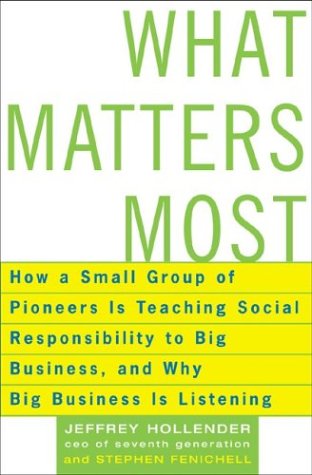 WHAT
MATTERS
MOST
How a Small Group of
Pioneers Is Teaching Social
Responsibility to Big
Business, and Why
Big Business Is Listening
JEFFREY HOLLENDER
ceo of seventh generation
and STEPHEN FENICHELL